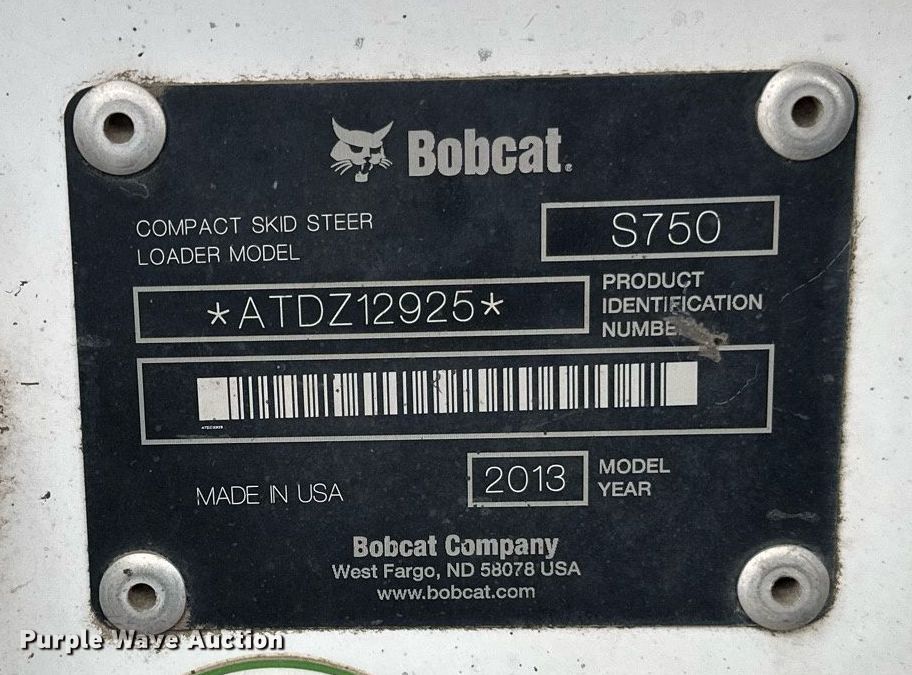 Bobcat®
COMPACT SKID STEER
LOADER MODEL
S750
*ATDZ12925*
PRODUCT
IDENTIFICATION
NUMBE
MADE IN USA
2013
MODEL
YEAR
Bobcat Company
West Fargo, ND 58078 USA
www.bobcat.com
Purple Wave Auction